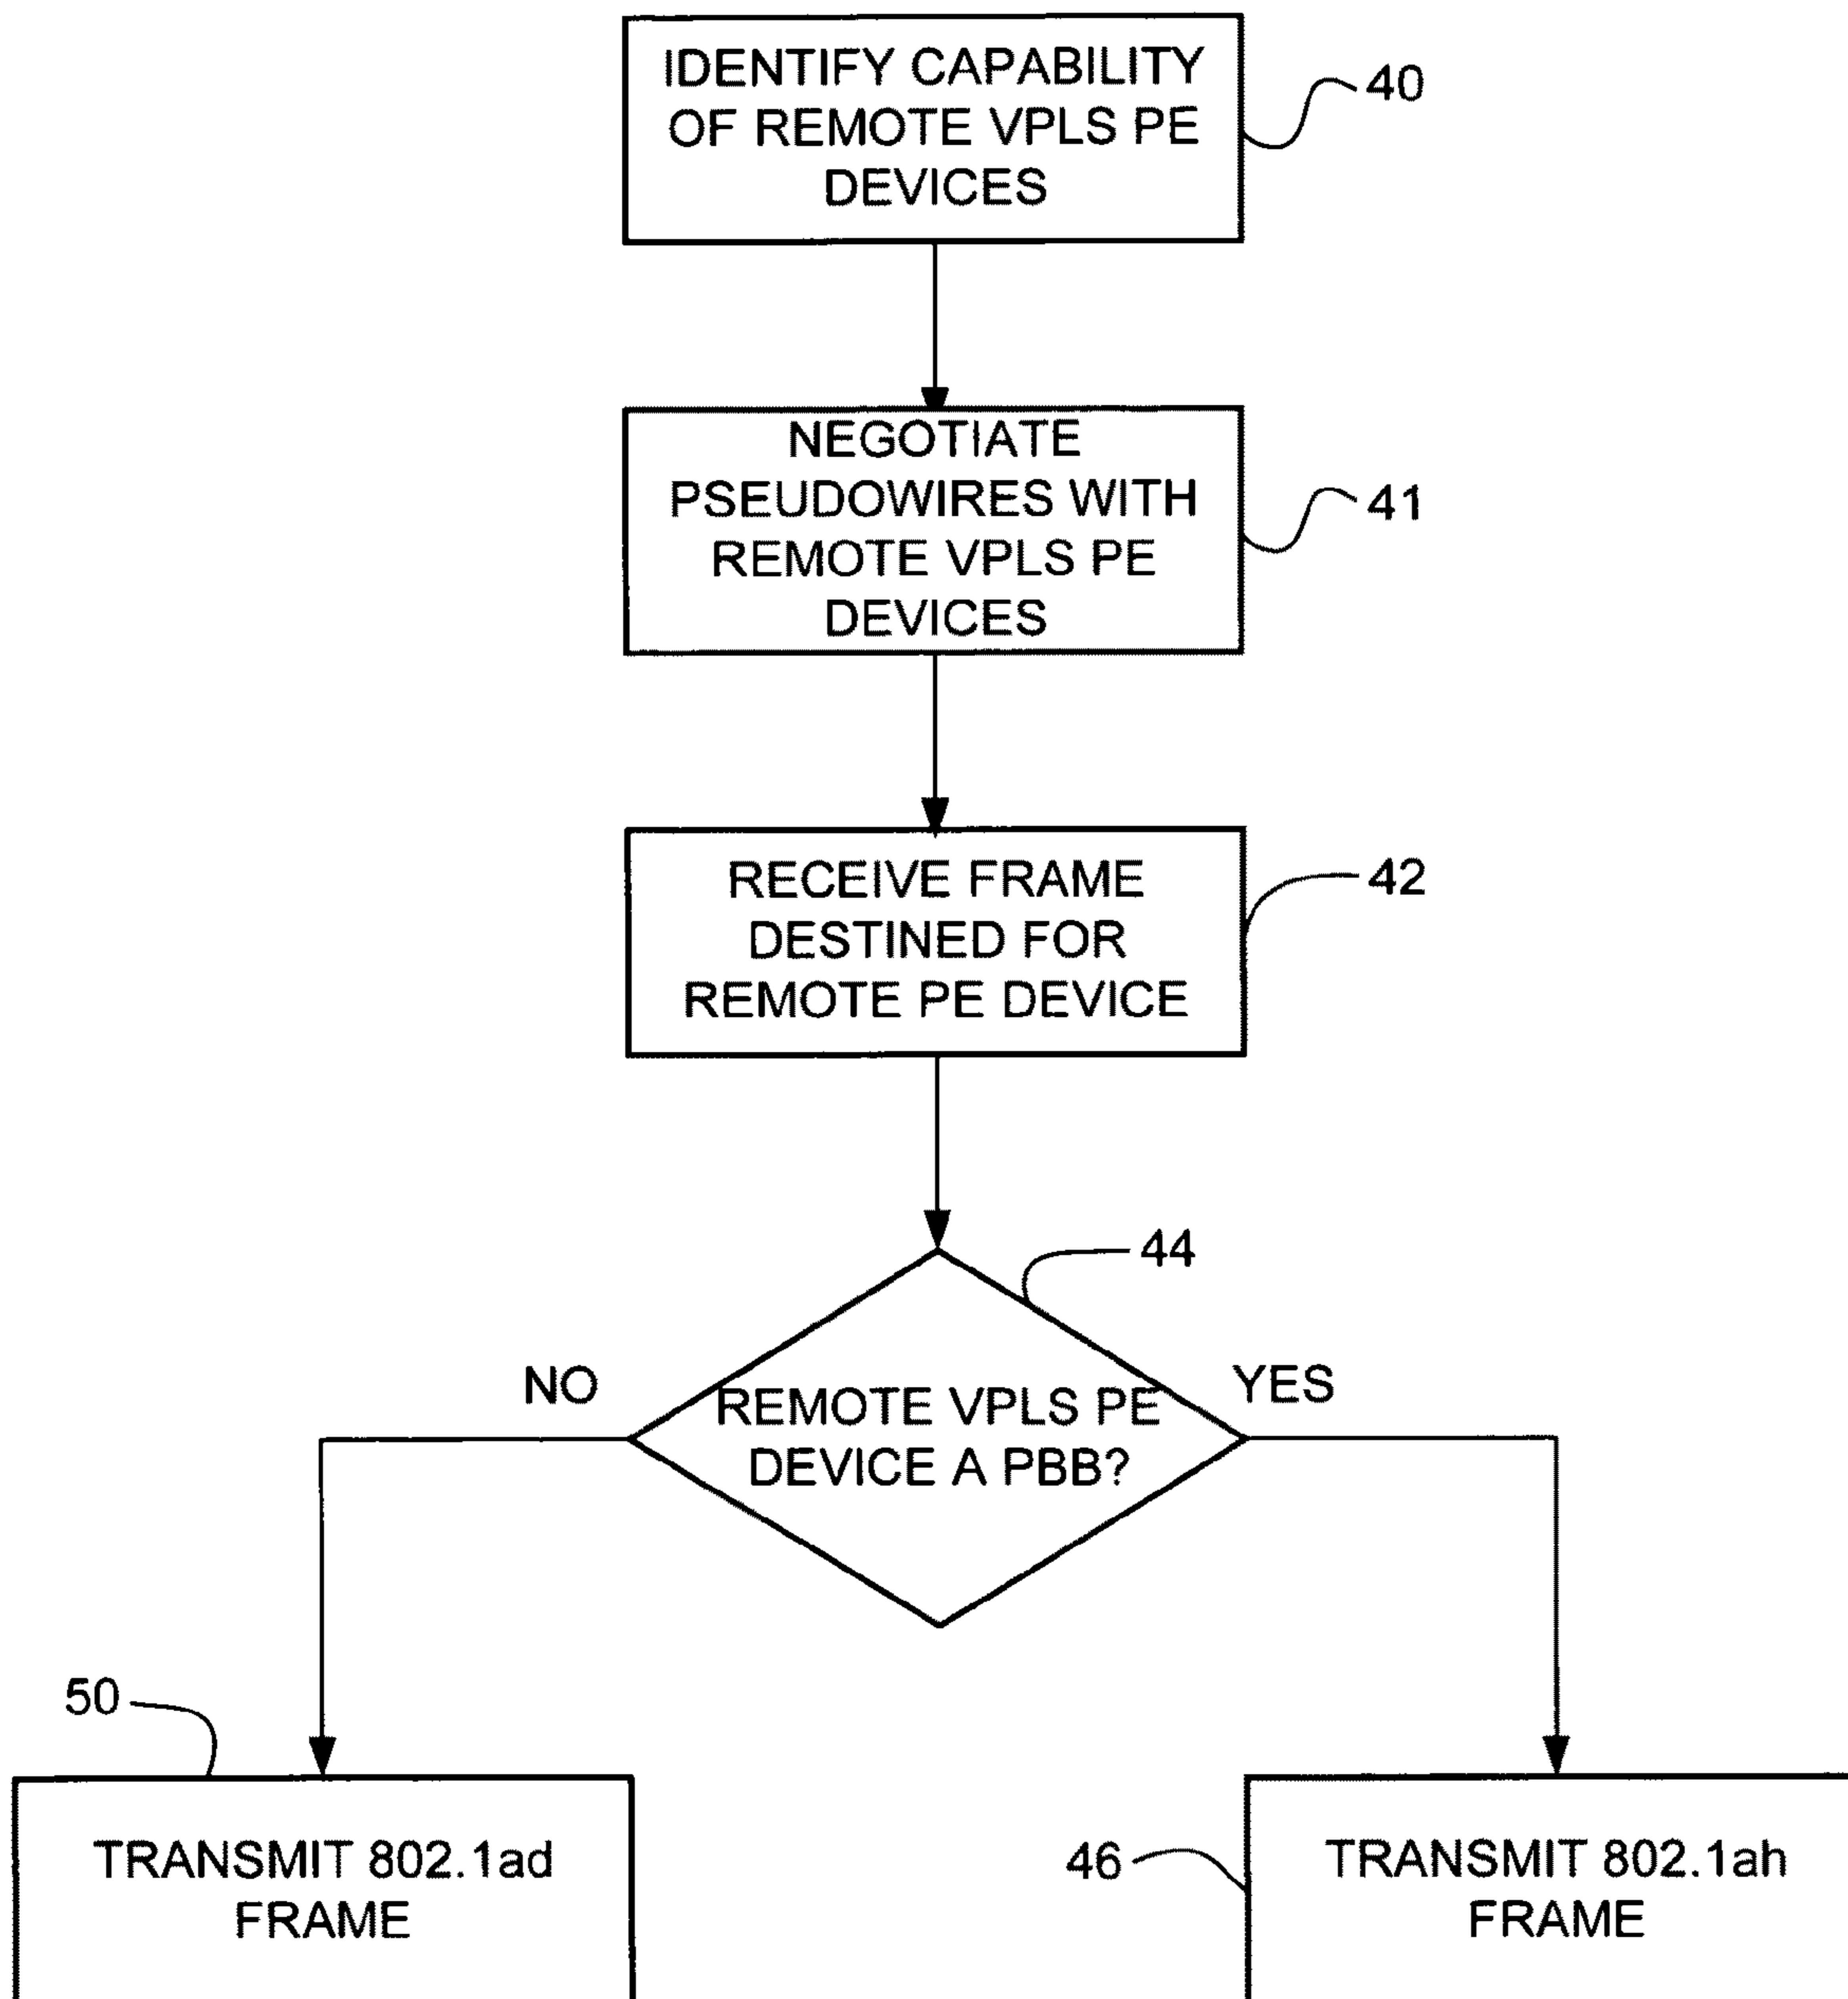 IDENTIFY CAPABILITY
OF REMOTE VPLS PE
DEVICES
40
NEGOTIATE
PSEUDOWIRES WITH
REMOTE VPLS PE
DEVICES
41
RECEIVE FRAME
DESTINED FOR
REMOTE PE DEVICE
42
44
NO
YES
REMOTE VPLS PE
DEVICE A PBB?
50
TRANSMIT 802.1ad
FRAME
46
TRANSMIT 802.1ah
FRAME